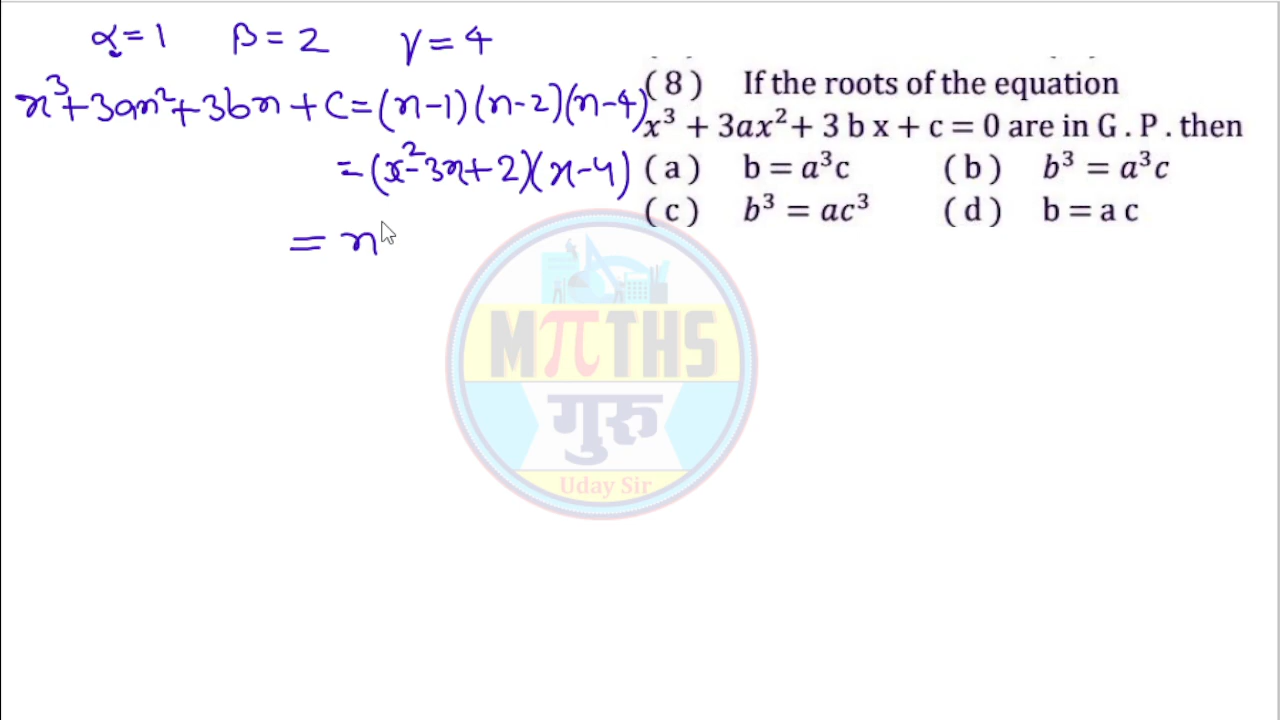 α = 1 β = 2 γ = 4
x³ + 3ax² + 3bx + c = (x-1)(x-2)(x-4)
= (x² - 3x + 2)(x - 4)
= x
(8) If the roots of the equation
x³ + 3ax² + 3 b x + c = 0 are in G . P . then
(a) b = a³c (b) b³ = a³c
(c) b³ = ac³ (d) b = a c
MπTHS
गुरु
Uday Sir